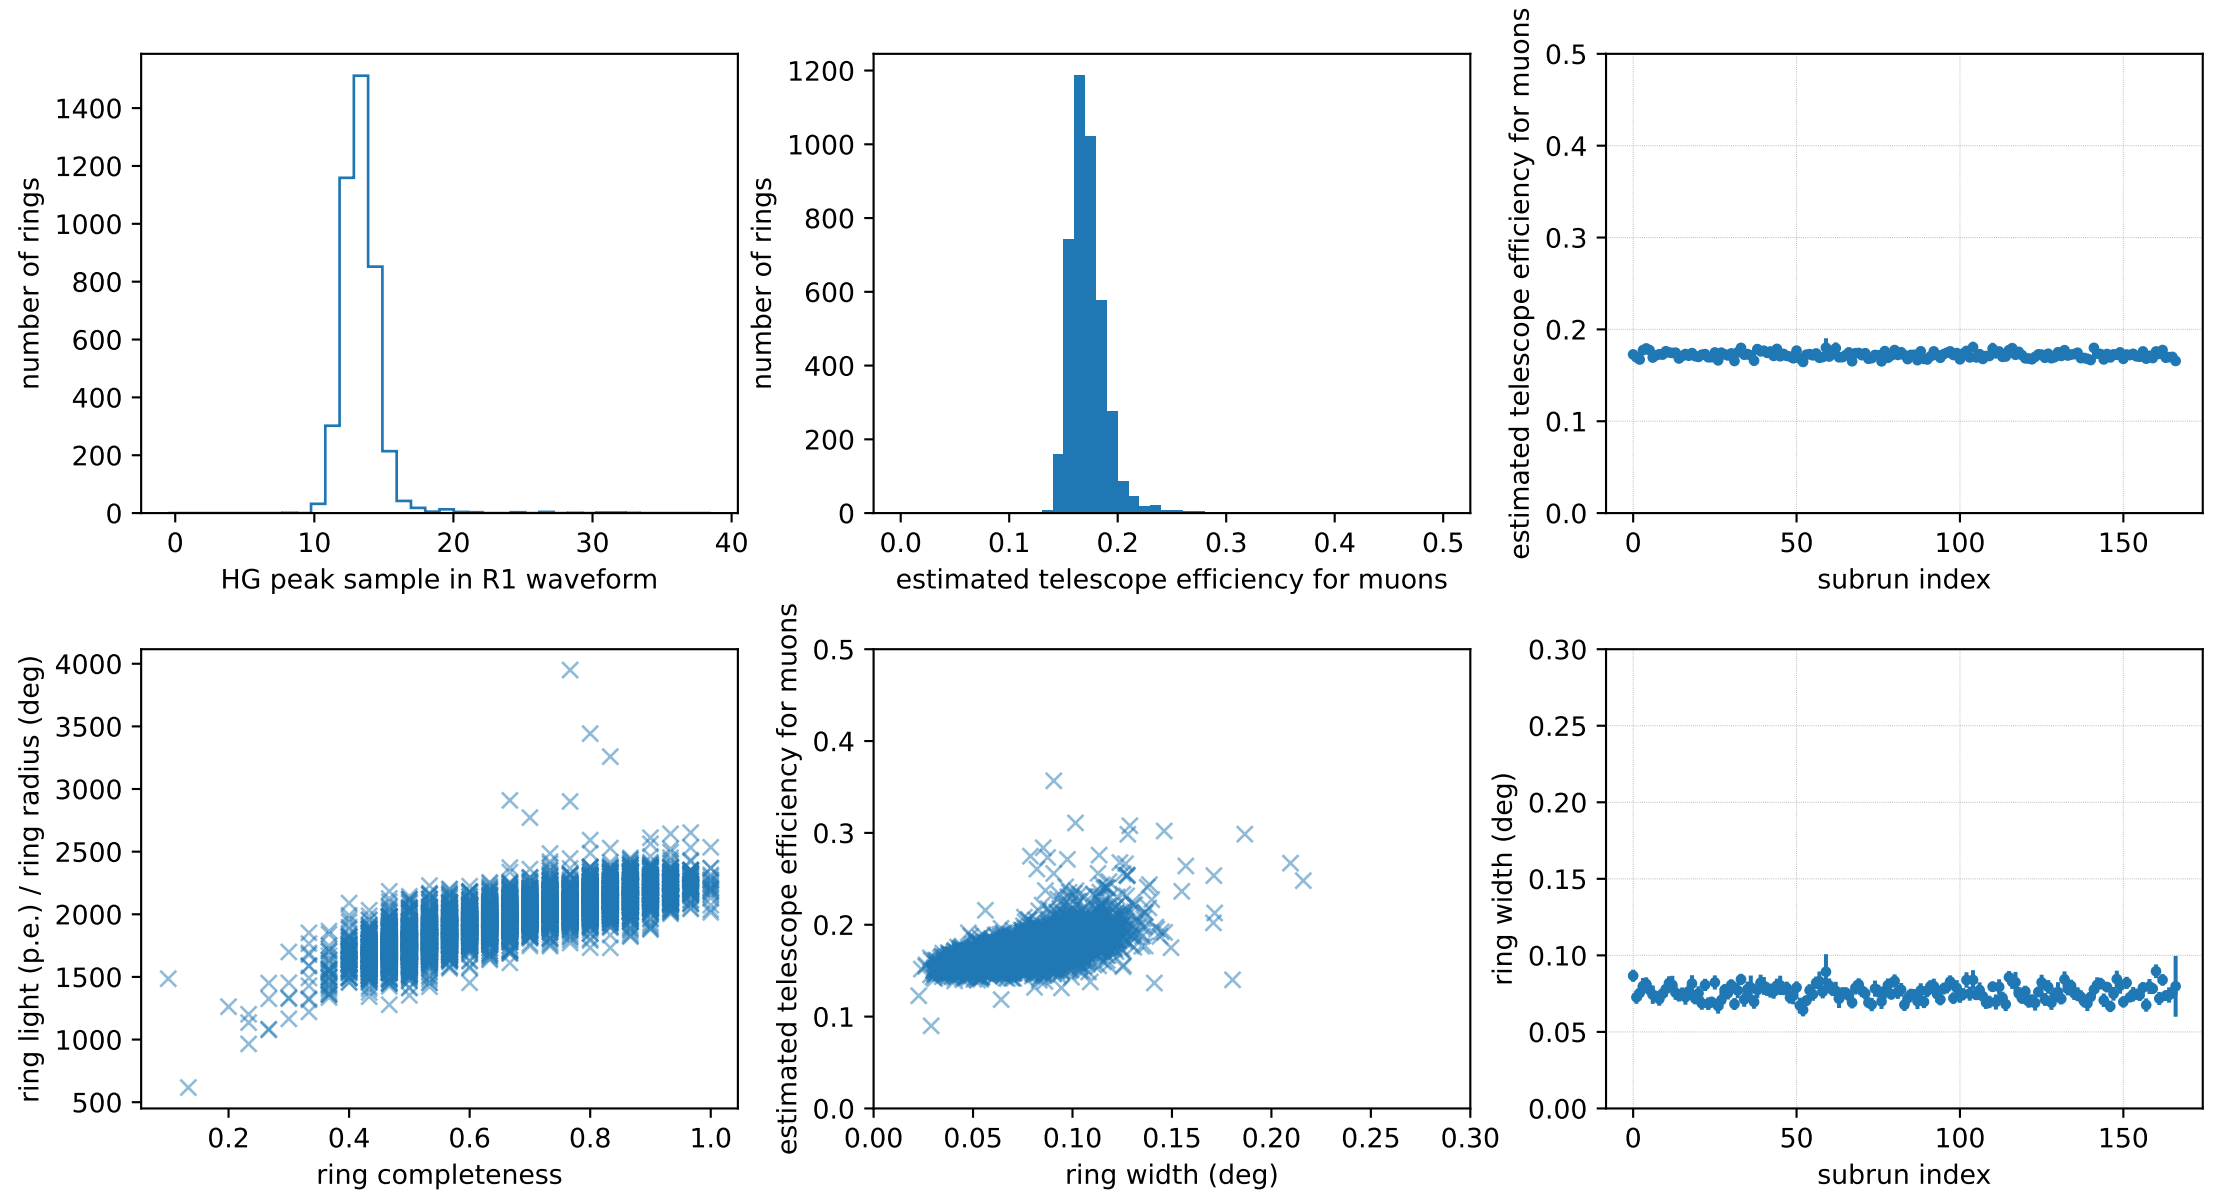 number of rings
1400
1200
1000
800
600
400
200
0
0 10 20 30 40
HG peak sample in R1 waveform
number of rings
1200
1000
800
600
400
200
0
0.0 0.1 0.2 0.3 0.4 0.5
estimated telescope efficiency for muons
estimated telescope efficiency for muons
0.5
0.4
0.3
0.2
0.1
0.0
0 50 100 150
subrun index
ring light (p.e.) / ring radius (deg)
4000
3500
3000
2500
2000
1500
1000
500
0.2 0.4 0.6 0.8 1.0
ring completeness
estimated telescope efficiency for muons
0.5
0.4
0.3
0.2
0.1
0.0
0.00 0.05 0.10 0.15 0.20 0.25 0.30
ring width (deg)
ring width (deg)
0.30
0.25
0.20
0.15
0.10
0.05
0.00
0 50 100 150
subrun index